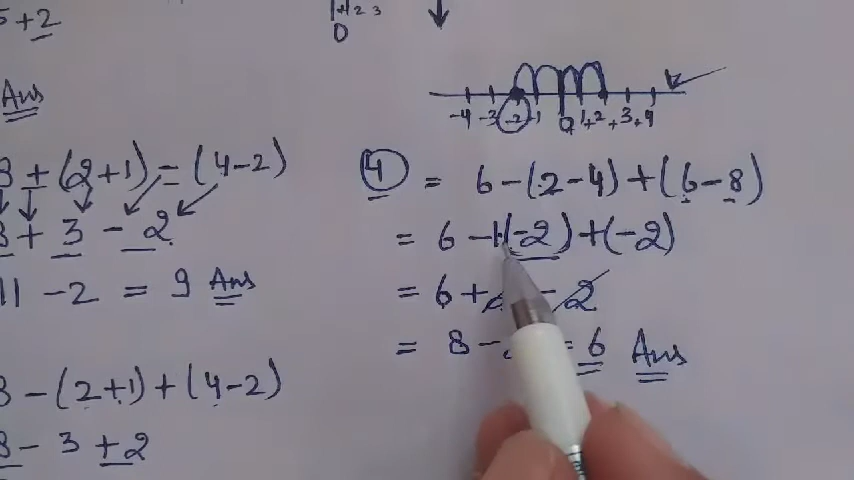 +2
0
Ans
-4 -3 -2 -1 0 1 +2 +3 +4
3 + (2+1) - (4-2)
3 + 3 - 2
11 - 2 = 9 Ans
3 - (2+1) + (4-2)
3 - 3 + 2
4 = 6 - (2-4) + (6-8)
= 6 - 1(-2) + (-2)
= 6 + - 2
= 8 - = 6 Ans